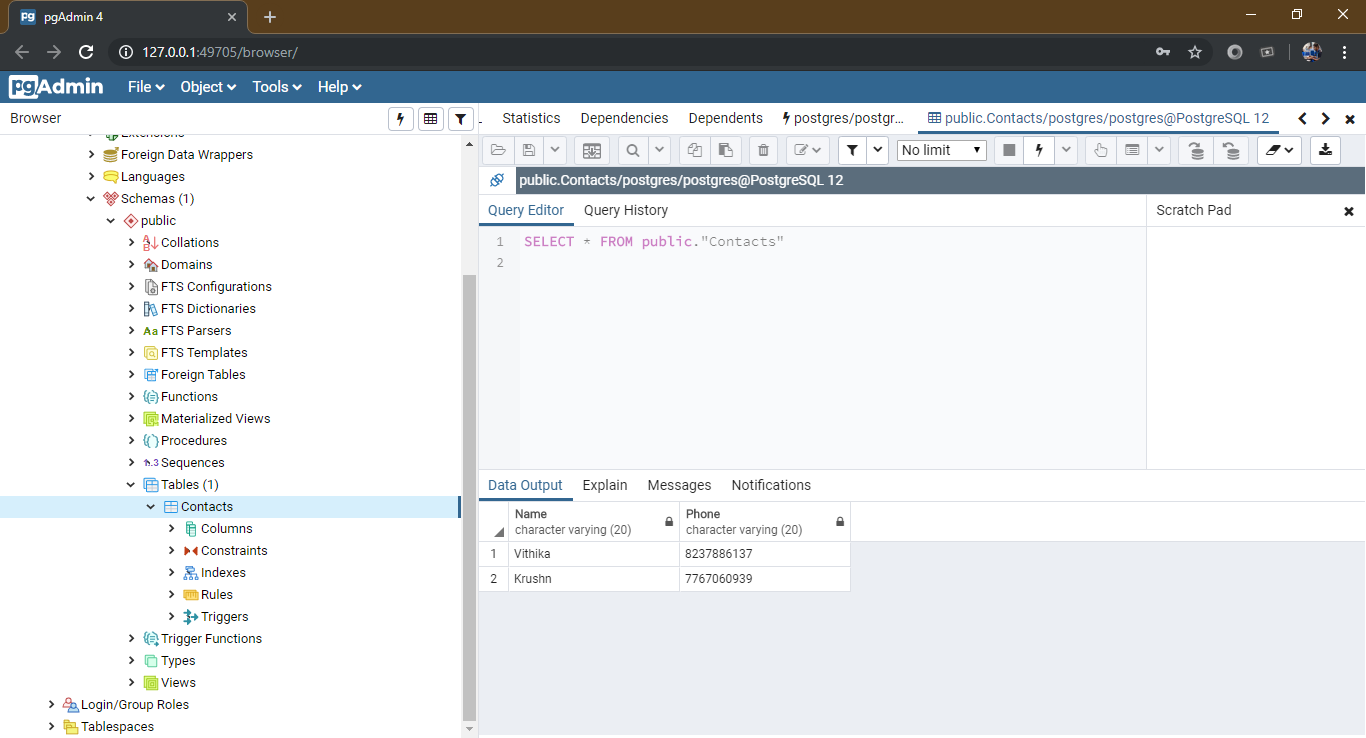 pgAdmin 4
127.0.0.1:49705/browser/
pgAdmin File Object Tools Help
Browser
Statistics Dependencies Dependents postgres/postgr... public.Contacts/postgres/postgres@PostgreSQL 12
Extensions
Foreign Data Wrappers
Languages
Schemas (1)
public
Collations
Domains
FTS Configurations
FTS Dictionaries
Aa FTS Parsers
FTS Templates
Foreign Tables
Functions
Materialized Views
Procedures
1..3 Sequences
Tables (1)
Contacts
Columns
Constraints
Indexes
Rules
Triggers
Trigger Functions
Types
Views
Login/Group Roles
Tablespaces
No limit
public.Contacts/postgres/postgres@PostgreSQL 12
Query Editor Query History
1 SELECT * FROM public."Contacts"
2
Scratch Pad
Data Output Explain Messages Notifications
Name Phone
character varying (20) character varying (20)
1 Vithika 8237886137
2 Krushn 7767060939